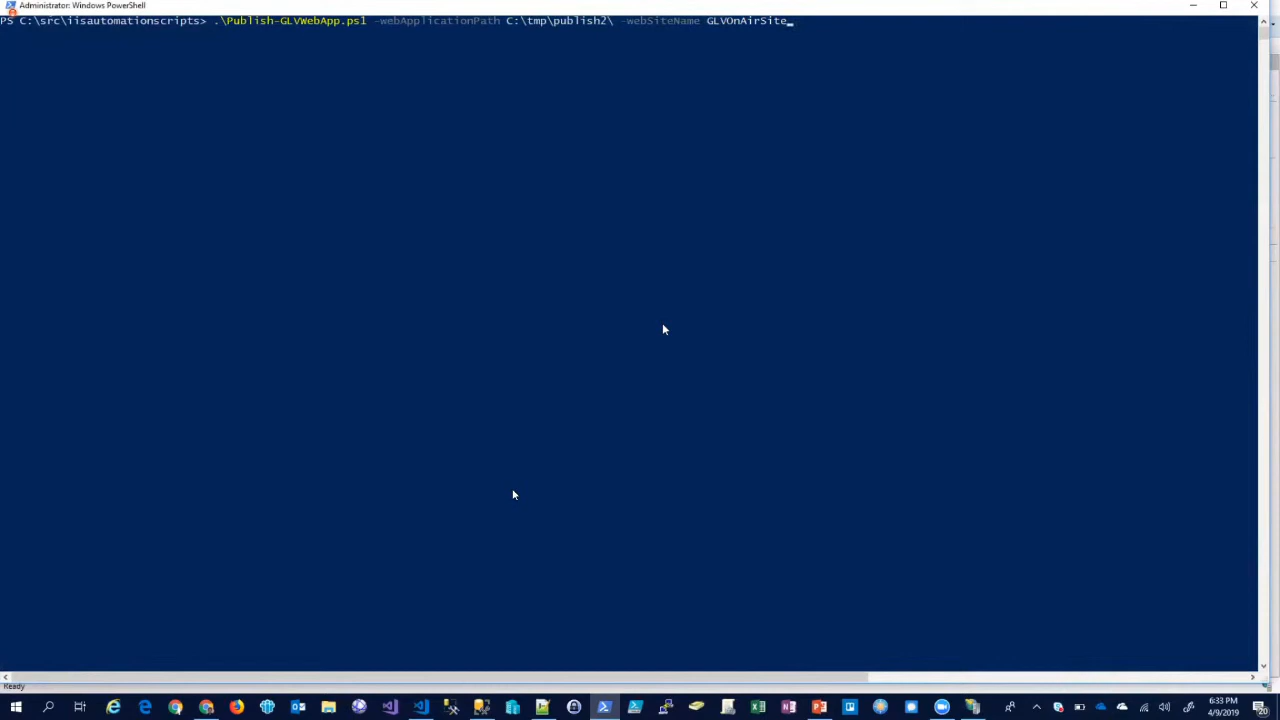 Administrator: Windows PowerShell
PS C:\src\iisautomationscripts> .\Publish-GLVWebApp.ps1 -webApplicationPath C:\tmp\publish2\ -webSiteName GLVOnAirSite_
Ready
6:33 PM
4/9/2019
20